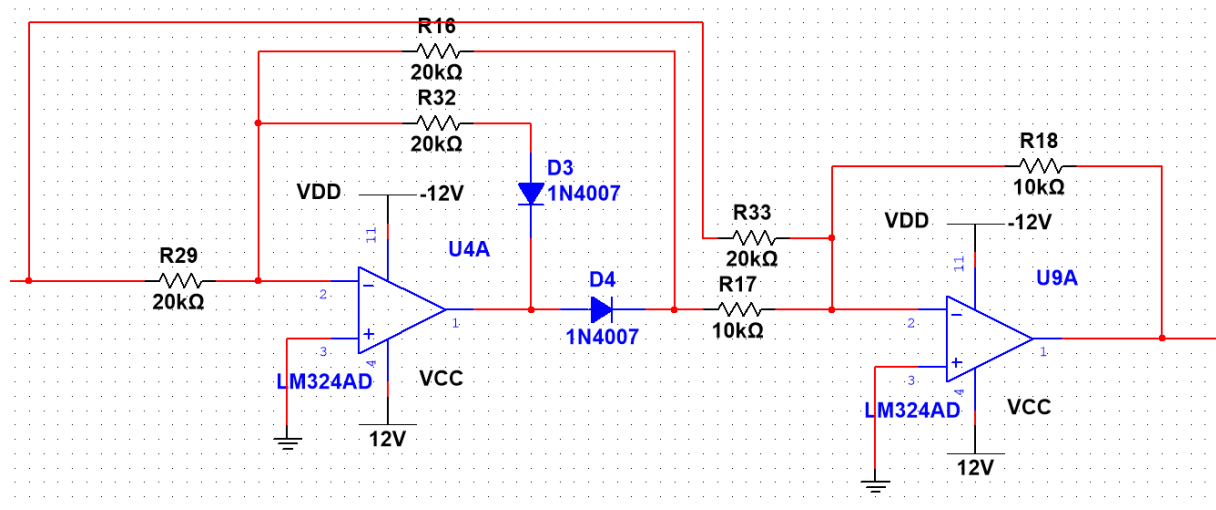 R16
20kΩ
R32
20kΩ
R18
10kΩ
D3
1N4007
VDD
-12V
11
R33
20kΩ
VDD
-12V
11
R29
20kΩ
U4A
2
1
3
4
D4
1N4007
R17
10kΩ
U9A
2
1
3
4
LM324AD
VCC
12V
LM324AD
VCC
12V